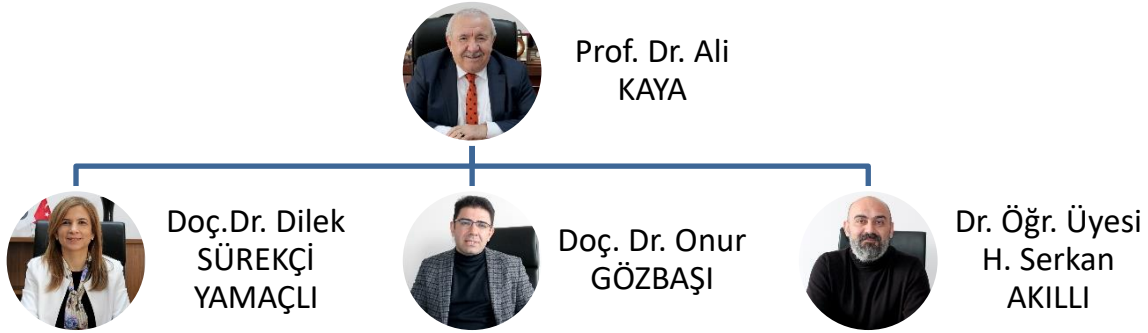 Prof. Dr. Ali
KAYA
Doç.Dr. Dilek
SÜREKÇİ
YAMAÇLI
Doç. Dr. Onur
GÖZBAŞI
Dr. Öğr. Üyesi
H. Serkan
AKILLI